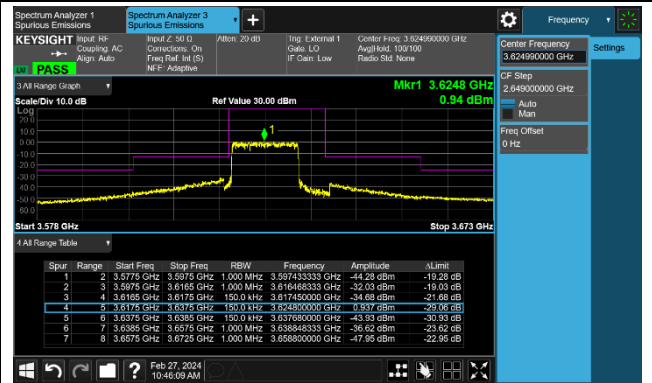 Spectrum Analyzer 1
Spurious Emissions
Spectrum Analyzer 3
Spurious Emissions
Frequency
KEYSIGHT
Input: RF
Coupling: AC
Align: Auto
Input Z: 50 Ω
Corrections: On
Freq Ref: Int (S)
NFE: Adaptive
Atten: 20 dB
Trig: External 1
Gate: LO
IF Gain: Low
Center Freq: 3.624990000 GHz
Avg|Hold: 100/100
Radio Std: None
LXI PASS
Center Frequency
3.624990000 GHz
Settings
CF Step
2.649000000 GHz
Auto
Man
Freq Offset
0 Hz
3 All Range Graph
Mkr1 3.6248 GHz
Scale/Div 10.0 dB
Ref Value 30.00 dBm
0.94 dBm
Log
20.0
10.0
0.00
-10.0
-20.0
-30.0
-40.0
-50.0
-60.0
1
Start 3.578 GHz
Stop 3.673 GHz
4 All Range Table
Spur Range Start Freq Stop Freq RBW Frequency Amplitude ΔLimit
1 2 3.5775 GHz 3.5975 GHz 1.000 MHz 3.597433333 GHz -44.28 dBm -19.28 dB
2 3 3.5975 GHz 3.6165 GHz 1.000 MHz 3.616468333 GHz -32.03 dBm -19.03 dB
3 4 3.6165 GHz 3.6175 GHz 150.0 kHz 3.617450000 GHz -34.68 dBm -21.68 dB
4 5 3.6175 GHz 3.6375 GHz 150.0 kHz 3.624800000 GHz 0.937 dBm -29.06 dB
5 6 3.6375 GHz 3.6385 GHz 150.0 kHz 3.637680000 GHz -43.93 dBm -30.93 dB
6 7 3.6385 GHz 3.6575 GHz 1.000 MHz 3.638848333 GHz -36.62 dBm -23.62 dB
7 8 3.6575 GHz 3.6725 GHz 1.000 MHz 3.658800000 GHz -47.95 dBm -22.95 dB
Feb 27, 2024
10:46:09 AM